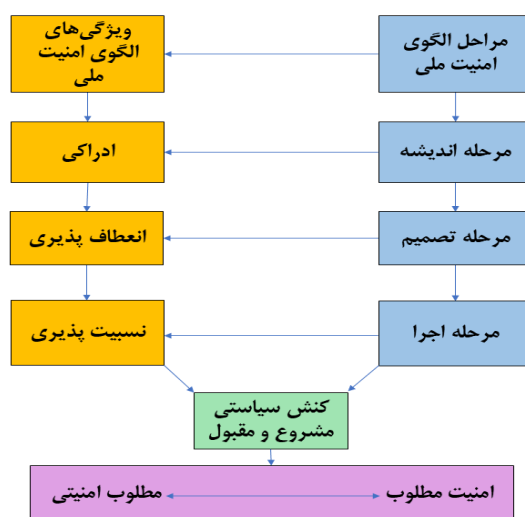 مراحل الگوی
امنیت ملی
ویژگی‌های
الگوی امنیت
ملی
مرحله اندیشه
ادراکی
مرحله تصمیم
انعطاف پذیری
مرحله اجرا
نسبیت پذیری
کنش سیاستی
مشروع و مقبول
امنیت مطلوب
مطلوب امنیتی